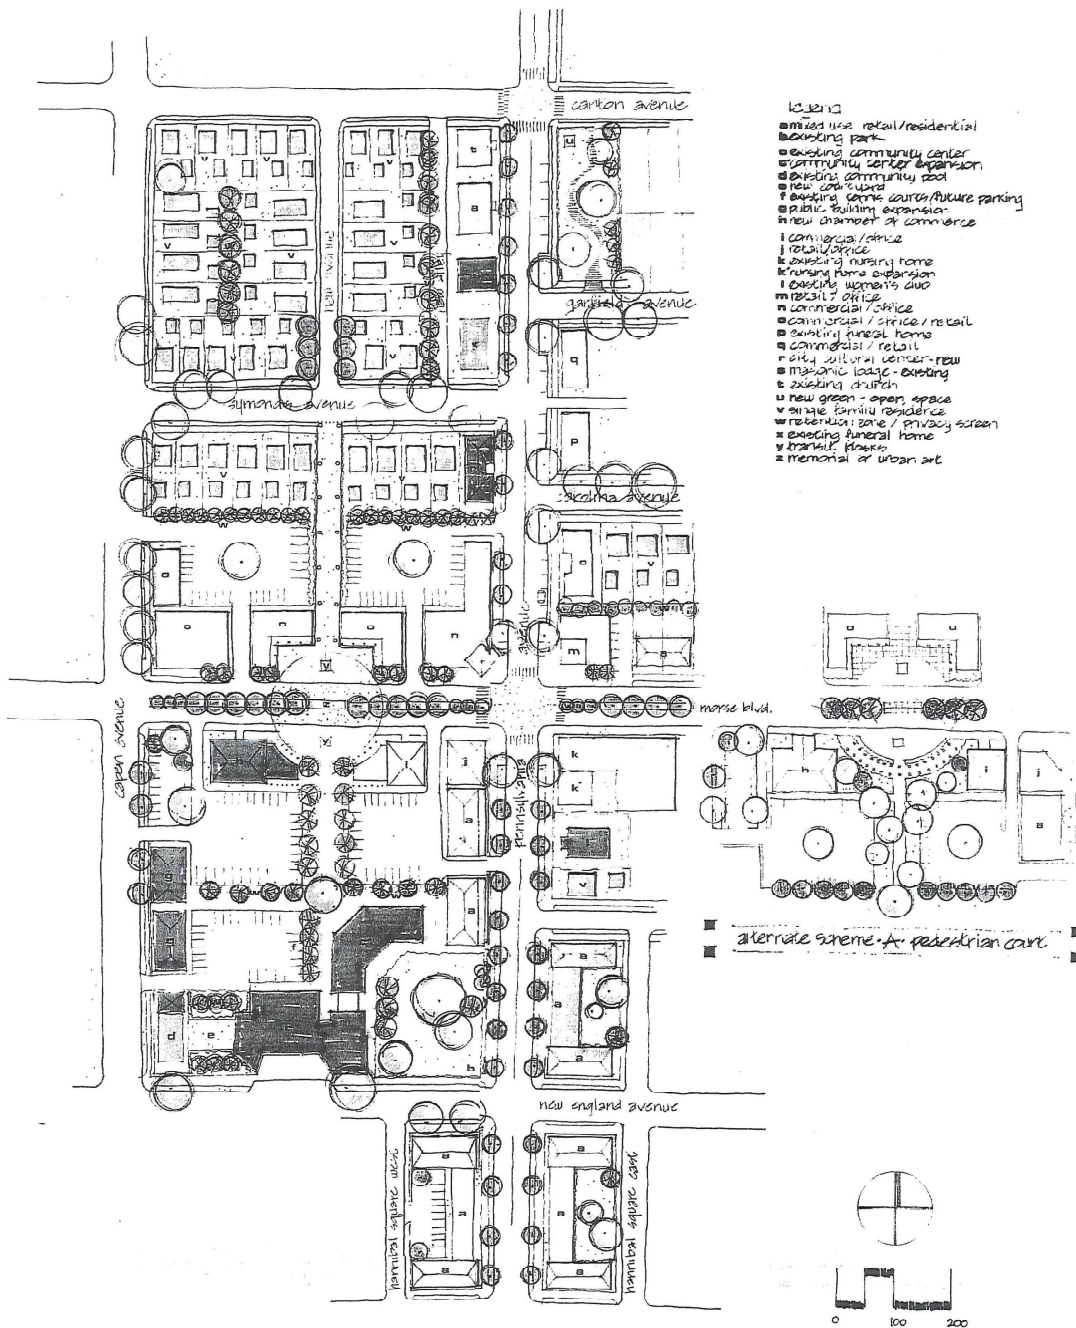 canton avenue
legend
a mixed use retail/residential
b existing park
c existing community center
c' community center expansion
d existing community pool
e new courtyard
f existing tennis courts/future parking
g public building expansion
h new chamber of commerce
i commercial/office
j retail/office
k existing nursing home
k' nursing home expansion
l existing women's club
m retail / office
n commercial / office
o commercial / office / retail
p existing funeral home
q commercial / retail
r city cultural center-new
s masonic lodge - existing
t existing church
u new green - open space
v single family residence
w retention zone / privacy screen
x existing funeral home
y transit kiosks
z memorial or urban art
garfield avenue
symonds avenue
carolina avenue
avenue
morse blvd.
capen avenue
pennsylvania
alternate scheme · A · pedestrian court
new england avenue
hannibal square west
hannibal square east
0 100 200